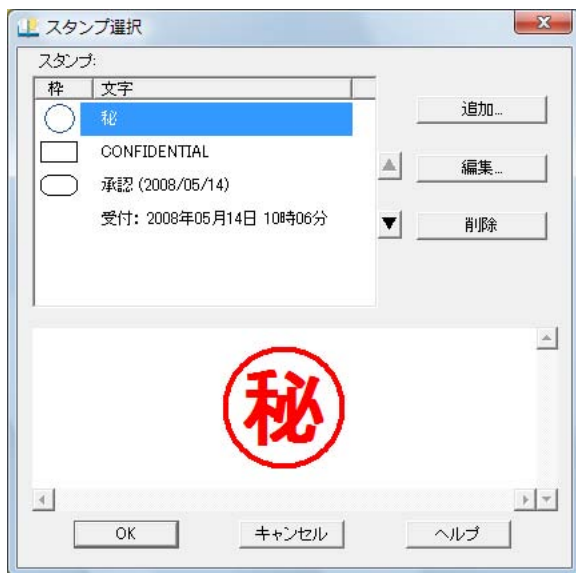 スタンプ選択
スタンプ:
枠 文字
秘
CONFIDENTIAL
承認 (2008/05/14)
受付: 2008年05月14日 10時06分
追加...
編集...
削除
秘
OK キャンセル ヘルプ